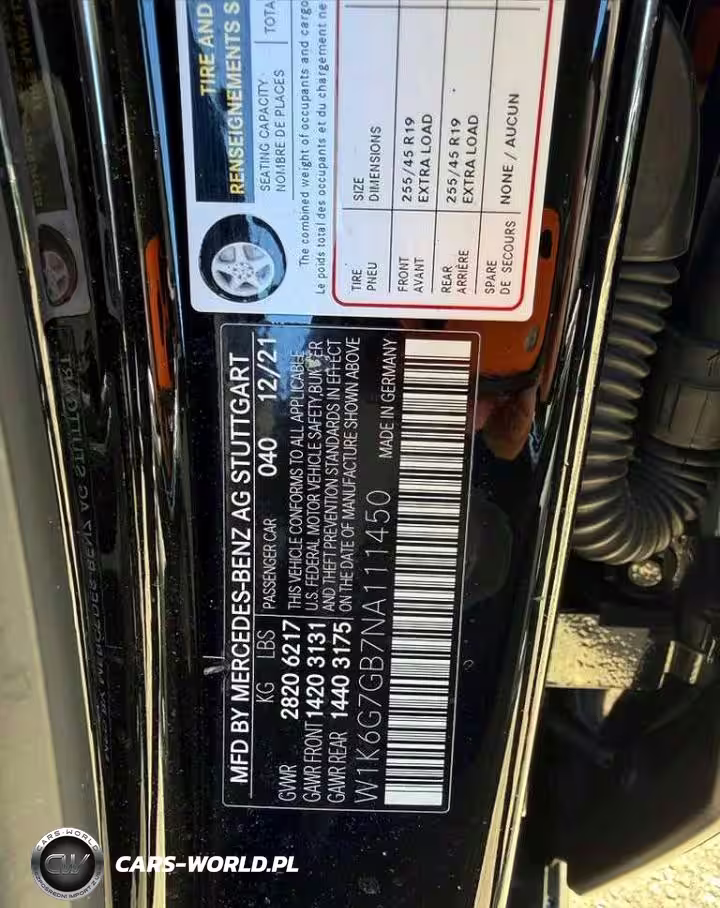 MFD BY MERCEDES-BENZ AG STUTTGART
KG LBS
GVWR 2820 6217
GAWR FRONT 1420 3131
GAWR REAR 1440 3175
PASSENGER CAR 040 12/21
THIS VEHICLE CONFORMS TO ALL APPLICABLE
U.S. FEDERAL MOTOR VEHICLE SAFETY, BUMPER
AND THEFT PREVENTION STANDARDS IN EFFECT
ON THE DATE OF MANUFACTURE SHOWN ABOVE
W1K6G7GB7NA111450 MADE IN GERMANY
TIRE AND
RENSEIGNEMENTS S
SEATING CAPACITY
NOMBRE DE PLACES
TOTA
The combined weight of occupants and cargo
Le poids total des occupants et du chargement ne
TIRE SIZE
PNEU DIMENSIONS
FRONT 255/45 R19
AVANT EXTRA LOAD
REAR 255/45 R19
ARRIÈRE EXTRA LOAD
SPARE NONE / AUCUN
DE SECOURS
CARS-WORLD
CW
CARS-WORLD.PL